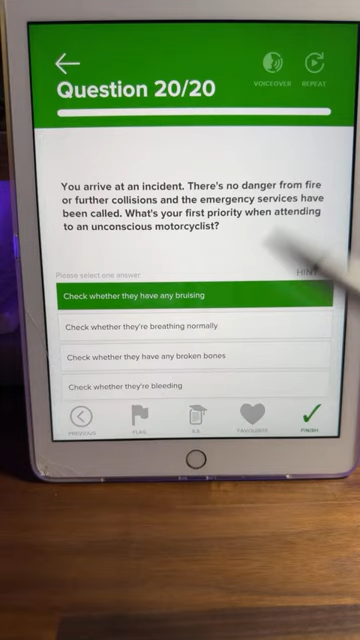 Question 20/20
VOICEOVER
REPEAT
You arrive at an incident. There's no danger from fire
or further collisions and the emergency services have
been called. What's your first priority when attending
to an unconscious motorcyclist?
Please select one answer
HINT
Check whether they have any bruising
Check whether they're breathing normally
Check whether they have any broken bones
Check whether they're bleeding
PREVIOUS
FLAG
FAVOURITE
FINISH